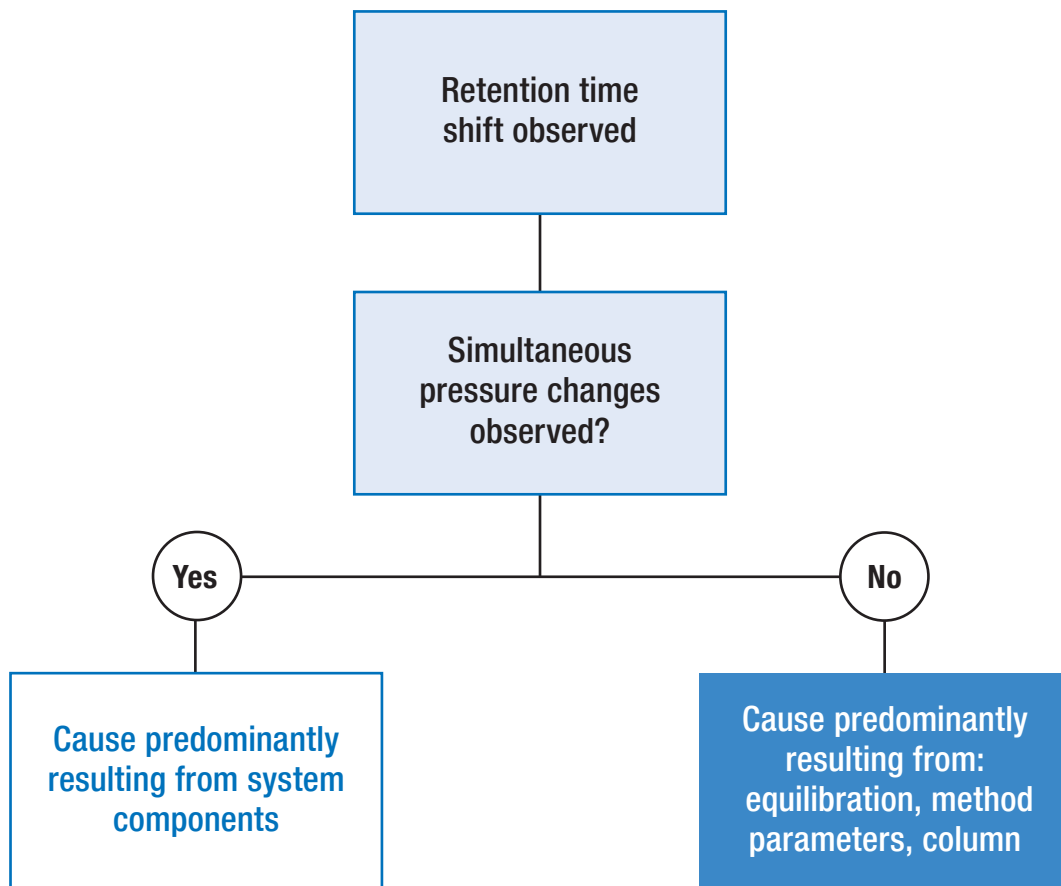 Retention time
shift observed
Simultaneous
pressure changes
observed?
Yes
No
Cause predominantly
resulting from system
components
Cause predominantly
resulting from:
equilibration, method
parameters, column